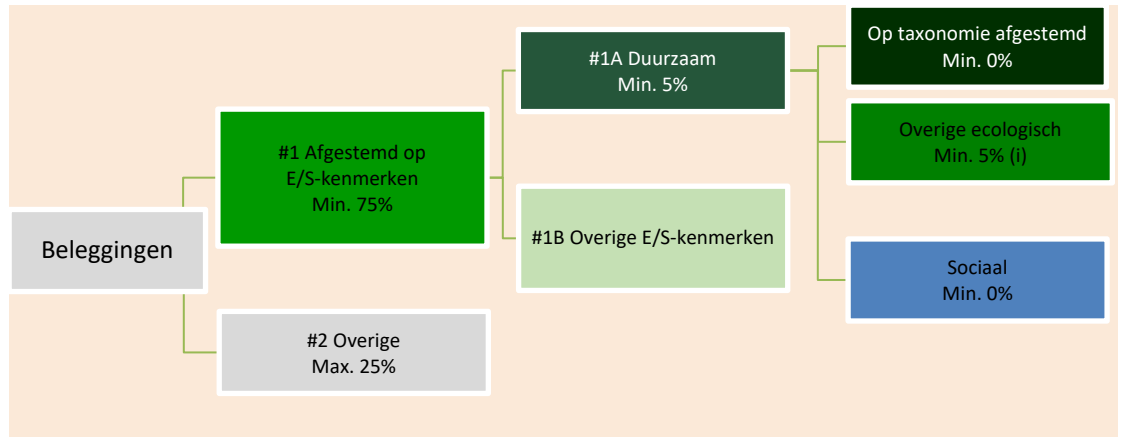 Beleggingen
#1 Afgestemd op
E/S-kenmerken
Min. 75%
#2 Overige
Max. 25%
#1A Duurzaam
Min. 5%
#1B Overige E/S-kenmerken
Op taxonomie afgestemd
Min. 0%
Overige ecologisch
Min. 5% (i)
Sociaal
Min. 0%